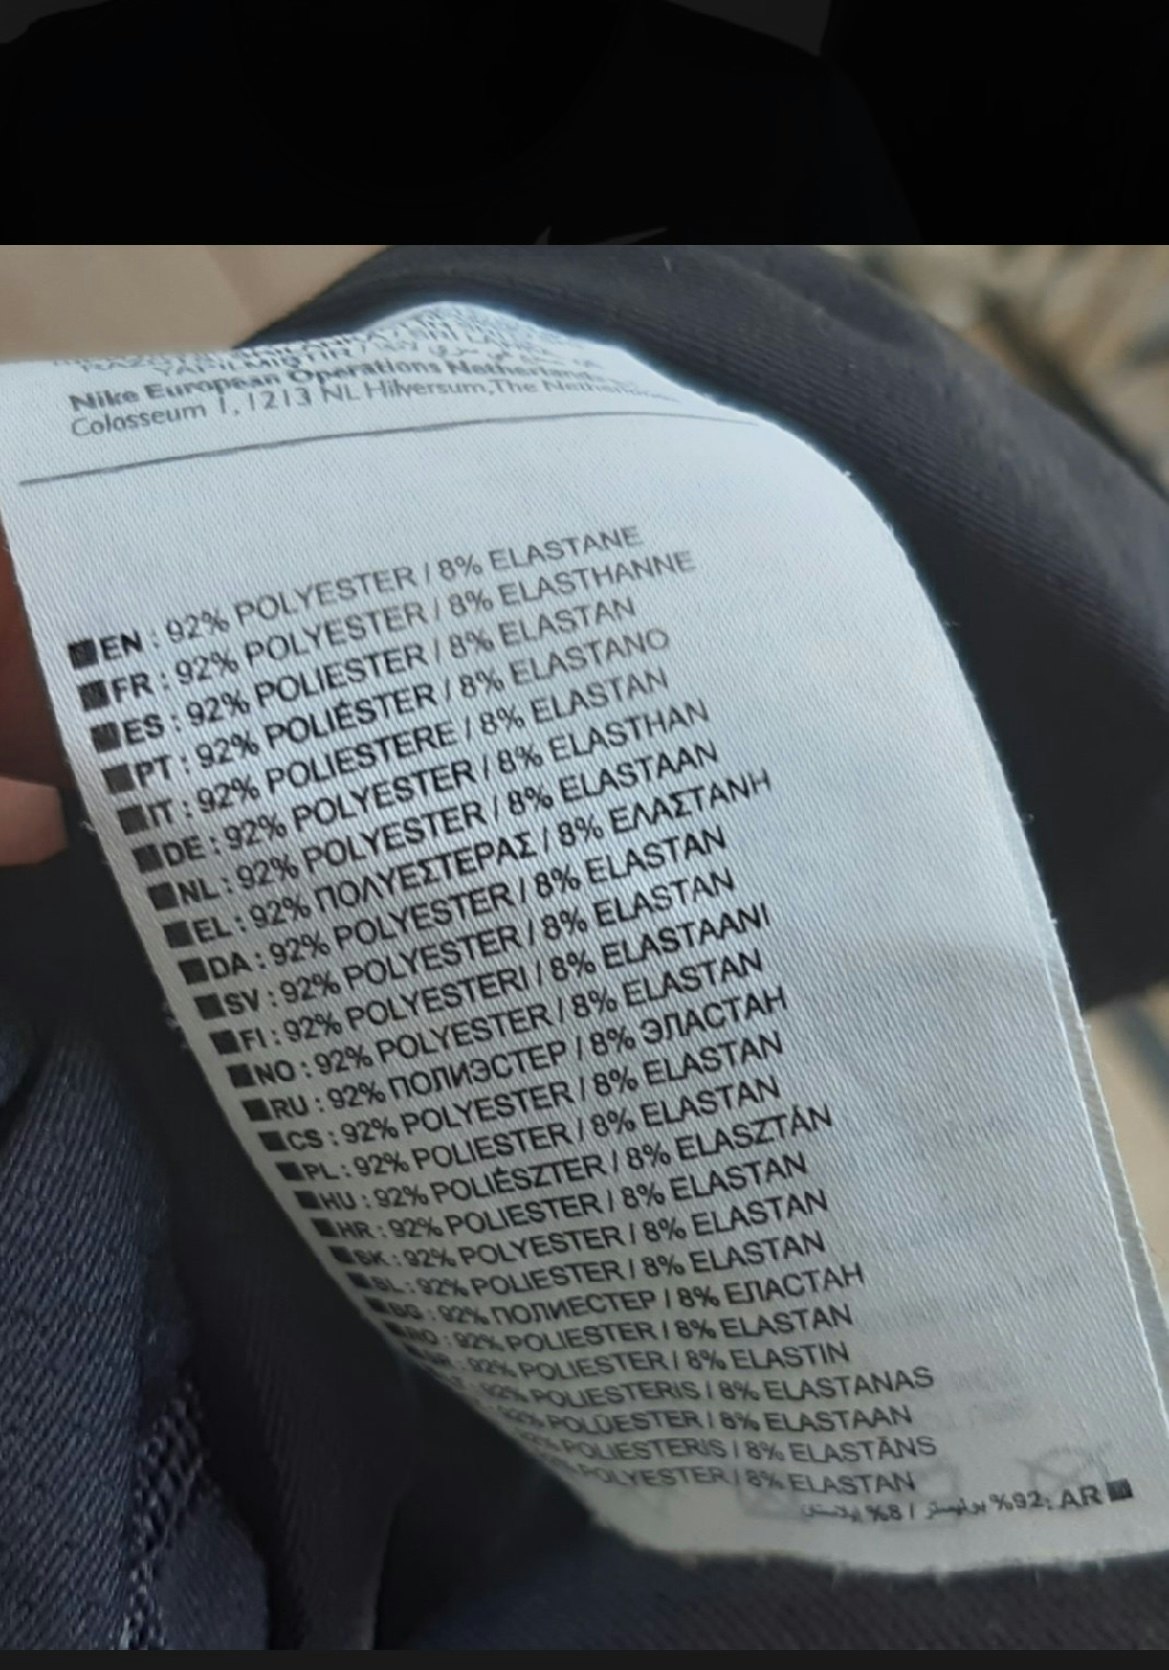 YAPILMIŞTIR
Nike European Operations Netherlands
Colosseum 1, 1213 NL Hilversum, The Netherlands
EN : 92% POLYESTER / 8% ELASTANE
FR : 92% POLYESTER / 8% ELASTHANNE
ES : 92% POLIESTER / 8% ELASTAN
PT : 92% POLIÉSTER / 8% ELASTANO
IT : 92% POLIESTERE / 8% ELASTAN
DE : 92% POLYESTER / 8% ELASTHAN
NL : 92% POLYESTER / 8% ELASTAAN
EL : 92% ΠΟΛΥΕΣΤΕΡΑΣ / 8% ΕΛΑΣΤΑΝΗ
DA : 92% POLYESTER / 8% ELASTAN
SV : 92% POLYESTER / 8% ELASTAN
FI : 92% POLYESTERI / 8% ELASTAANI
NO : 92% POLYESTER / 8% ELASTAN
RU : 92% ПОЛИЭСТЕР / 8% ЭЛАСТАН
CS : 92% POLYESTER / 8% ELASTAN
PL : 92% POLIESTER / 8% ELASTAN
HU : 92% POLIÉSZTER / 8% ELASZTÁN
HR : 92% POLIESTER / 8% ELASTAN
SK : 92% POLYESTER / 8% ELASTAN
SL : 92% POLIESTER / 8% ELASTAN
BG : 92% ПОЛИЕСТЕР / 8% ЕЛАСТАН
RO : 92% POLIESTER / 8% ELASTAN
92% POLIESTER / 8% ELASTIN
92% POLIESTERIS / 8% ELASTANAS
92% POLÜESTER / 8% ELASTAAN
92% POLIESTERIS / 8% ELASTĀNS
POLYESTER / 8% ELASTAN
AR :92% بوليستر / 8% إيلاستان